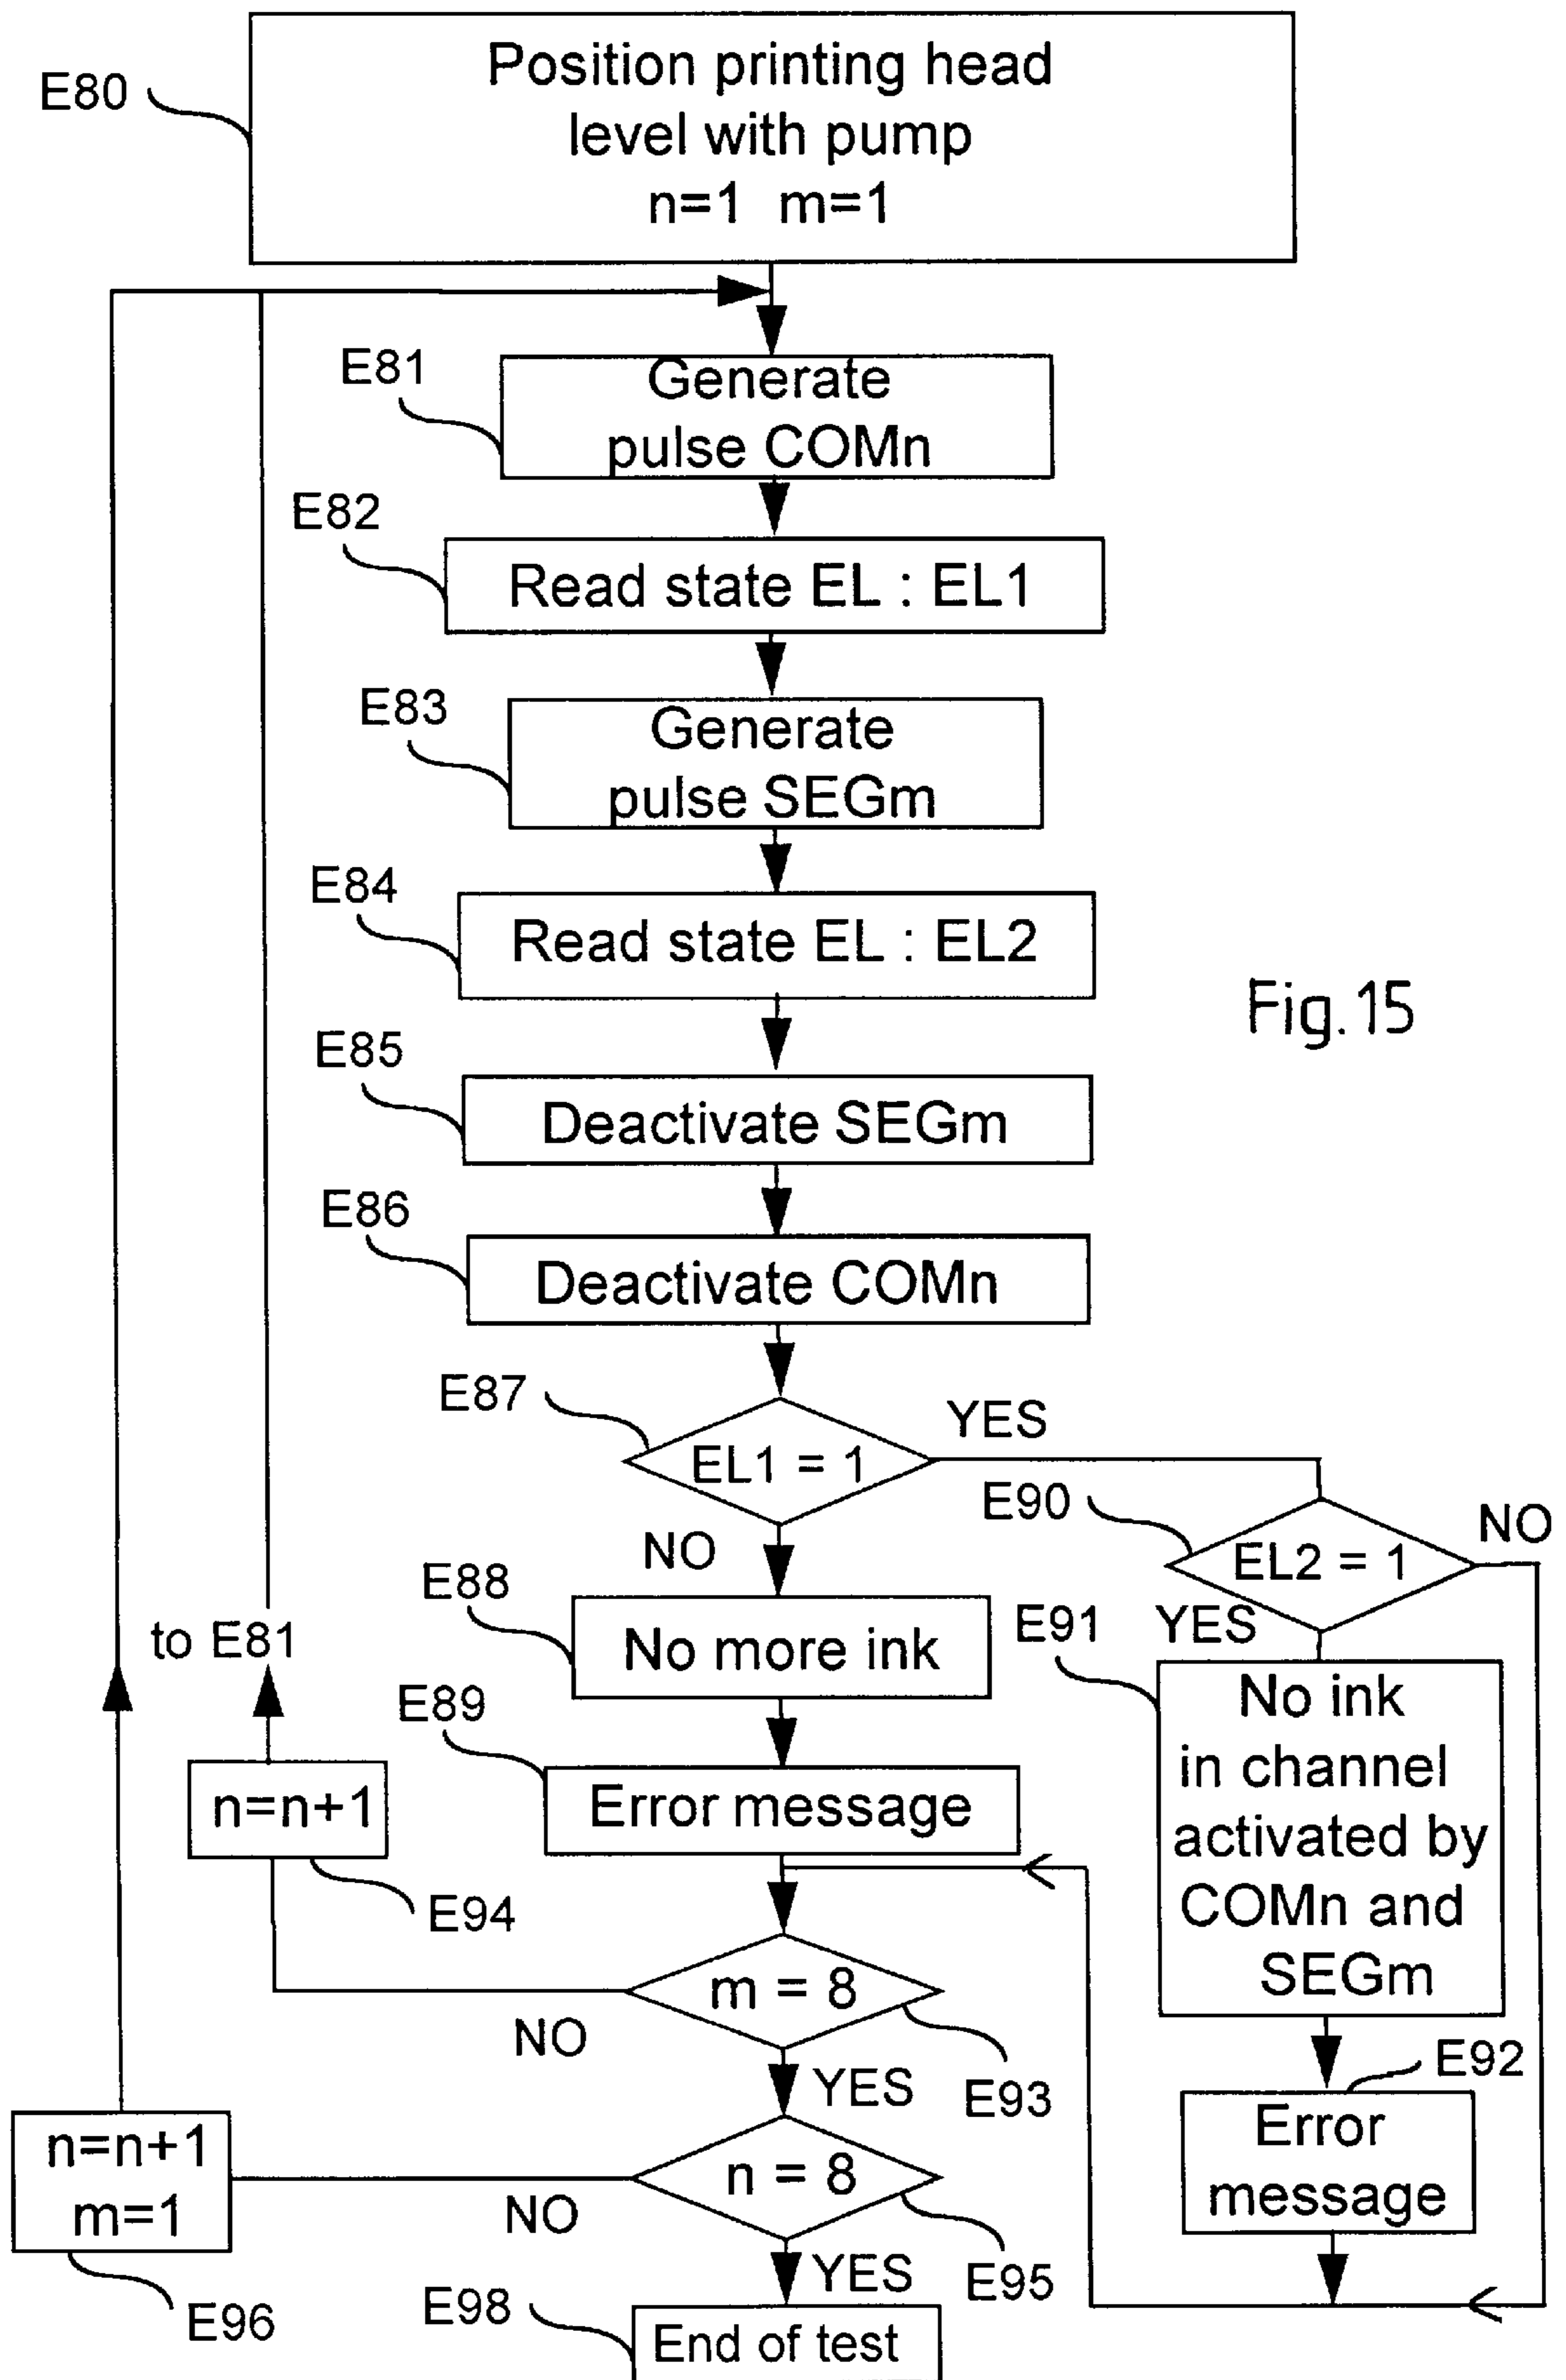 E80
Position printing head
level with pump
n=1 m=1
E81
Generate
pulse COMn
E82
Read state EL : EL1
E83
Generate
pulse SEGm
E84
Read state EL : EL2
Fig.15
E85
Deactivate SEGm
E86
Deactivate COMn
E87
EL1 = 1
YES
NO
E90
EL2 = 1
NO
YES
E88
No more ink
E91
No ink
in channel
activated by
COMn and
SEGm
to E81
E89
Error message
n=n+1
E94
m = 8
NO
YES
E93
E92
Error
message
n=n+1
m=1
E96
n = 8
NO
YES
E95
E98
End of test